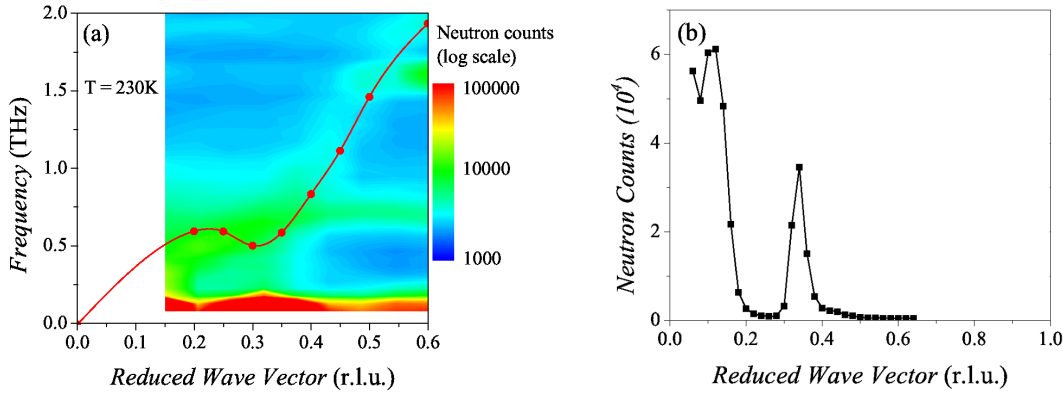 (a)
T = 230K
Frequency (THz)
2.0
1.5
1.0
0.5
0.0
0.0 0.1 0.2 0.3 0.4 0.5 0.6
Reduced Wave Vector (r.l.u.)
Neutron counts
(log scale)
100000
10000
1000
(b)
Neutron Counts (10⁴)
6
4
2
0
0.0 0.2 0.4 0.6 0.8 1.0
Reduced Wave Vector (r.l.u.)